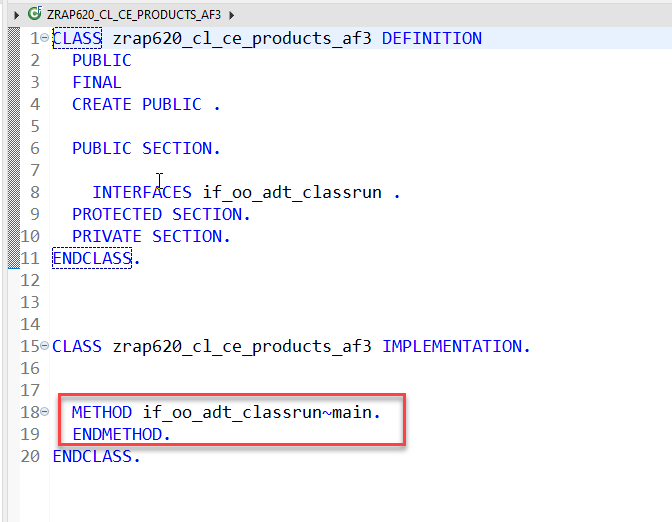 ZRAP620_CL_CE_PRODUCTS_AF3
1 CLASS zrap620_cl_ce_products_af3 DEFINITION
2 PUBLIC
3 FINAL
4 CREATE PUBLIC .
5
6 PUBLIC SECTION.
7
8 INTERFACES if_oo_adt_classrun .
9 PROTECTED SECTION.
10 PRIVATE SECTION.
11 ENDCLASS.
12
13
14
15 CLASS zrap620_cl_ce_products_af3 IMPLEMENTATION.
16
17
18 METHOD if_oo_adt_classrun~main.
19 ENDMETHOD.
20 ENDCLASS.